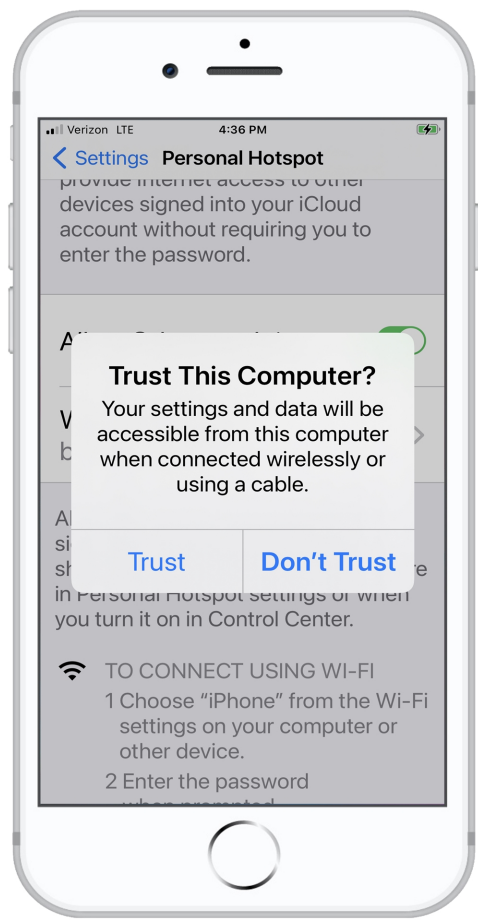 Verizon LTE 4:36 PM
Settings Personal Hotspot
provide Internet access to other
devices signed into your iCloud
account without requiring you to
enter the password.
Trust This Computer?
Your settings and data will be
accessible from this computer
when connected wirelessly or
using a cable.
Trust Don't Trust
in Personal Hotspot settings or when
you turn it on in Control Center.
TO CONNECT USING WI-FI
1 Choose “iPhone” from the Wi-Fi
settings on your computer or
other device.
2 Enter the password
when prompted